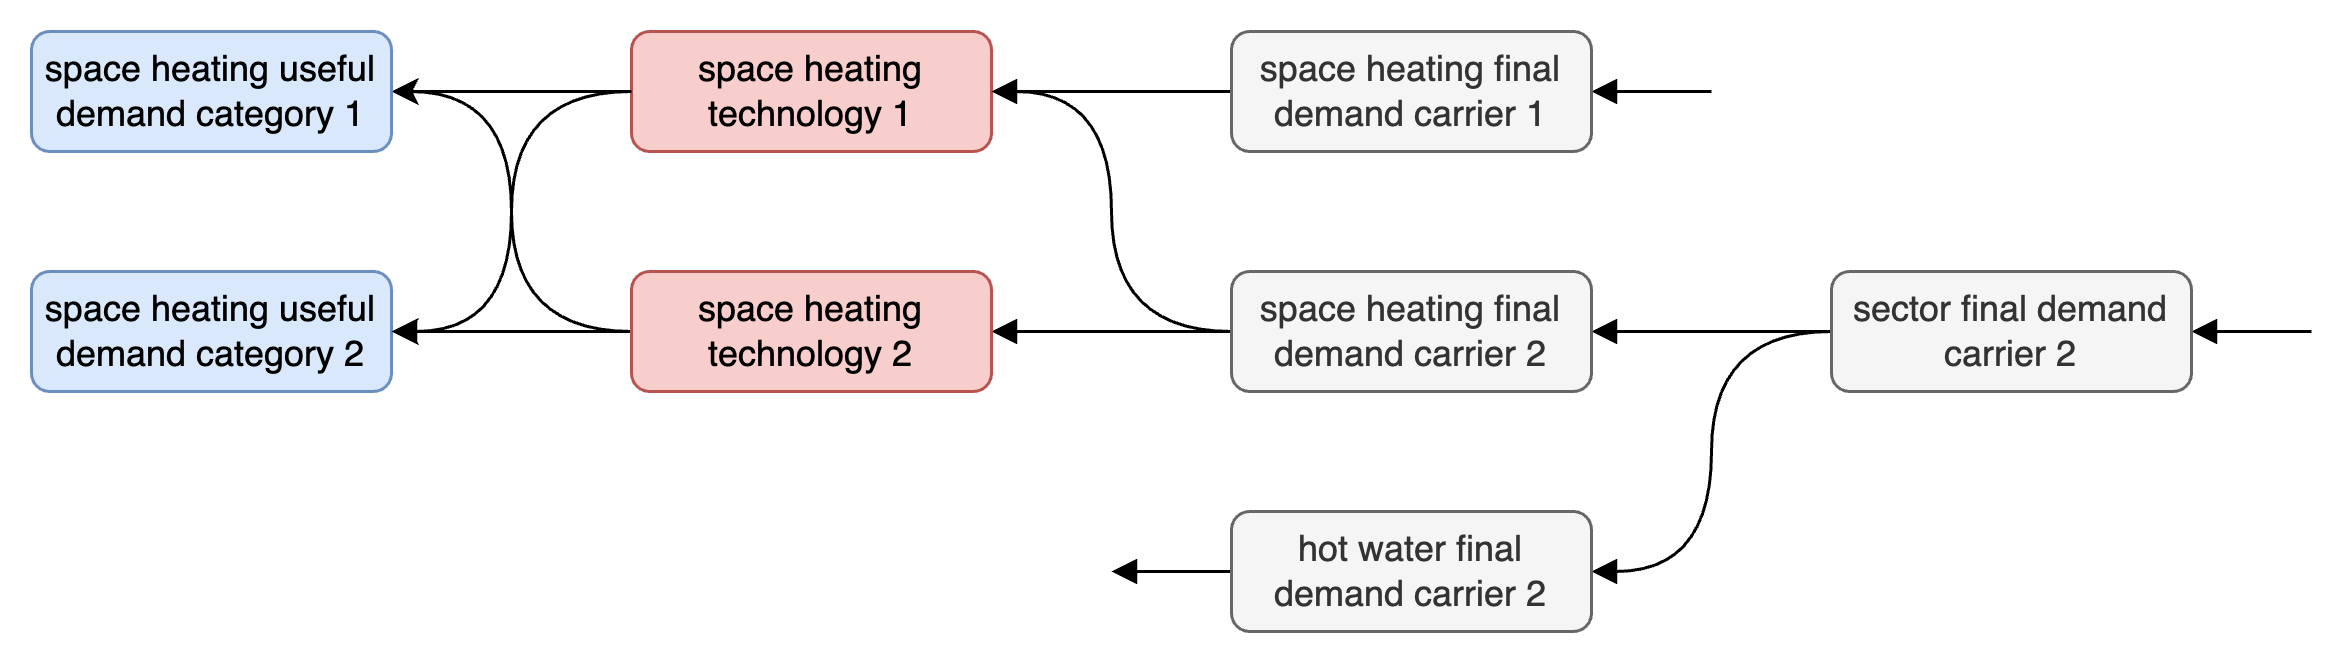 space heating useful
demand category 1
space heating
technology 1
space heating final
demand carrier 1
space heating useful
demand category 2
space heating
technology 2
space heating final
demand carrier 2
sector final demand
carrier 2
hot water final
demand carrier 2